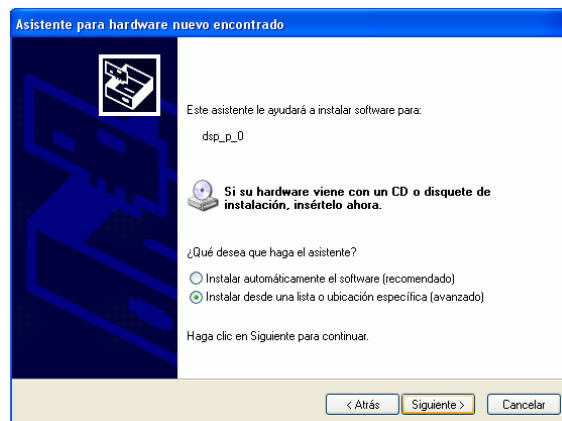 Asistente para hardware nuevo encontrado
Este asistente le ayudará a instalar software para:
dsp_p_0
Si su hardware viene con un CD o disquete de
instalación, insértelo ahora.
¿Qué desea que haga el asistente?
Instalar automáticamente el software (recomendado)
Instalar desde una lista o ubicación específica (avanzado)
Haga clic en Siguiente para continuar.
< Atrás
Siguiente >
Cancelar